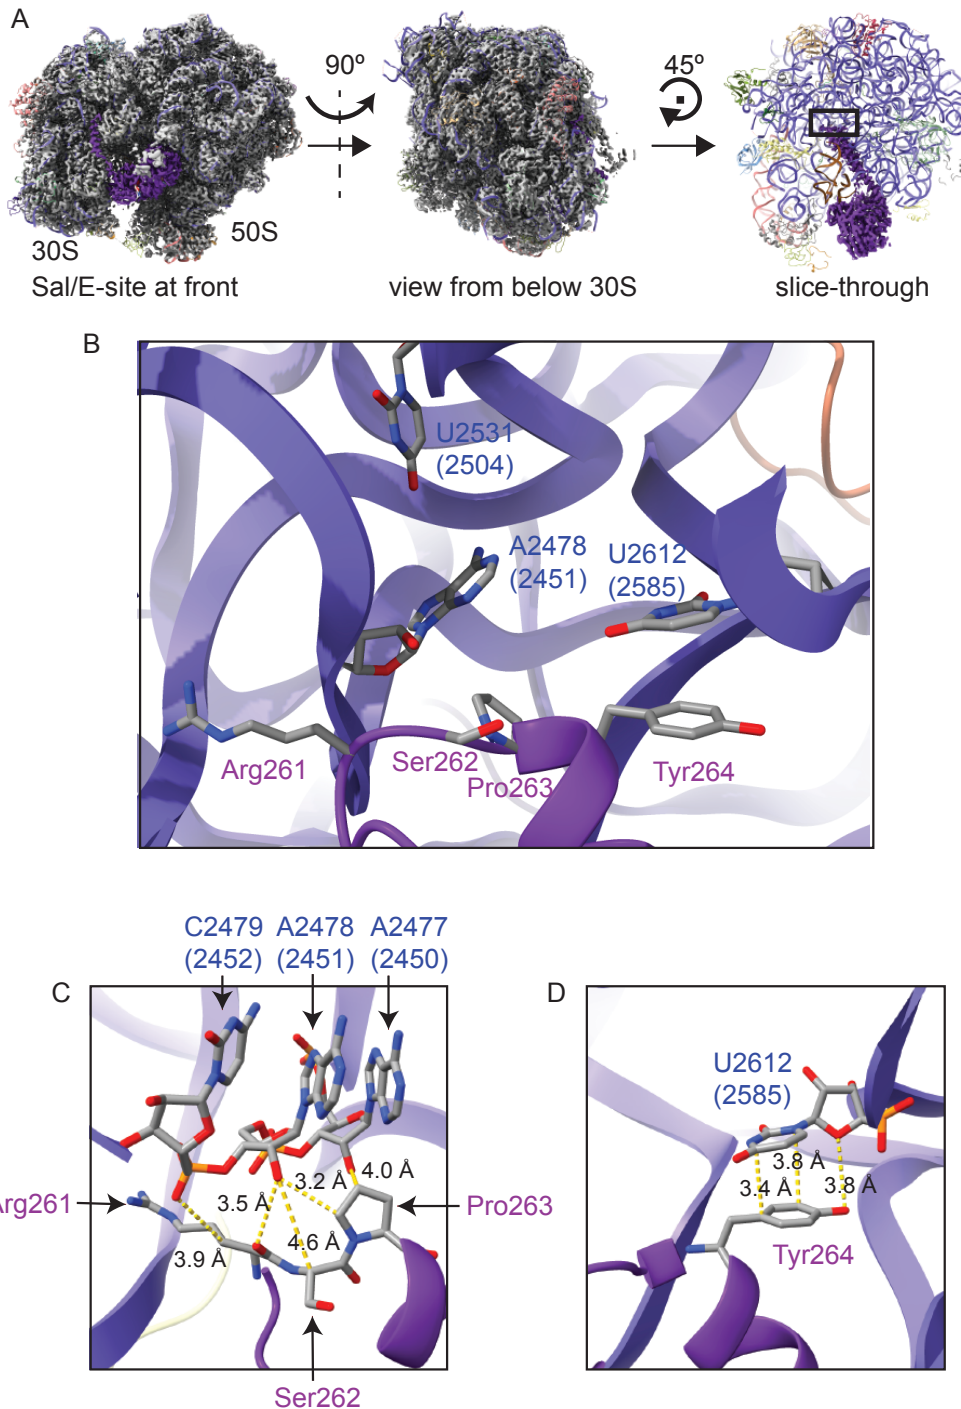 A
90º
45º
30S
50S
Sal/E-site at front
view from below 30S
slice-through
B
U2531
(2504)
A2478
(2451)
U2612
(2585)
Arg261
Ser262
Pro263
Tyr264
C2479
(2452)
A2478
(2451)
A2477
(2450)
C
D
U2612
(2585)
3.8 Å
3.4 Å
3.8 Å
Tyr264
4.0 Å
3.2 Å
3.5 Å
4.6 Å
3.9 Å
Arg261
Pro263
Ser262